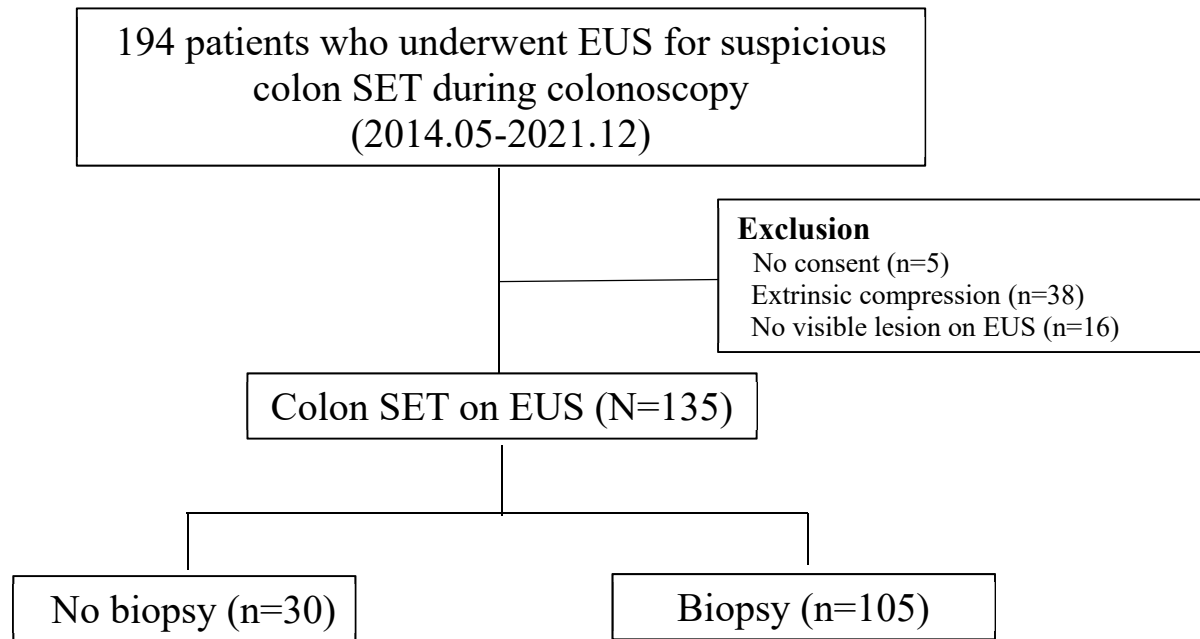 194 patients who underwent EUS for suspicious
colon SET during colonoscopy
(2014.05-2021.12)
Exclusion
No consent (n=5)
Extrinsic compression (n=38)
No visible lesion on EUS (n=16)
Colon SET on EUS (N=135)
No biopsy (n=30)
Biopsy (n=105)